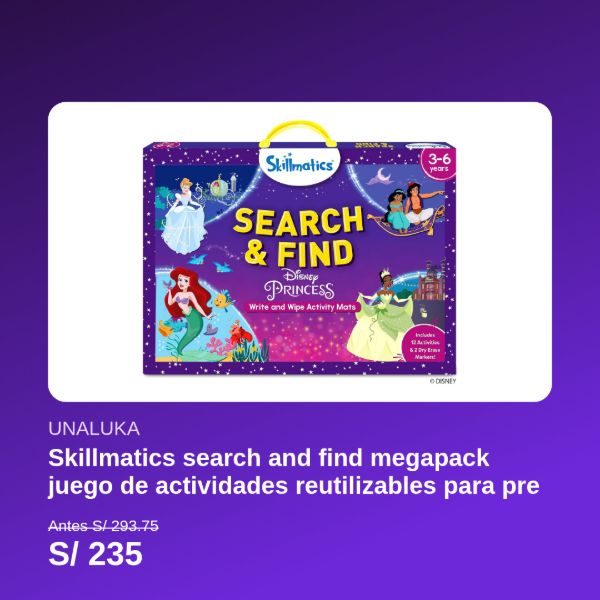 Skillmatics
3-6
years
SEARCH
& FIND
Disney
PRINCESS
Write and Wipe Activity Mats
Includes
12 Activities
& 2 Dry Erase
Markers!
© DISNEY
UNALUKA
Skillmatics search and find megapack
juego de actividades reutilizables para pre
Antes S/ 293.75
S/ 235